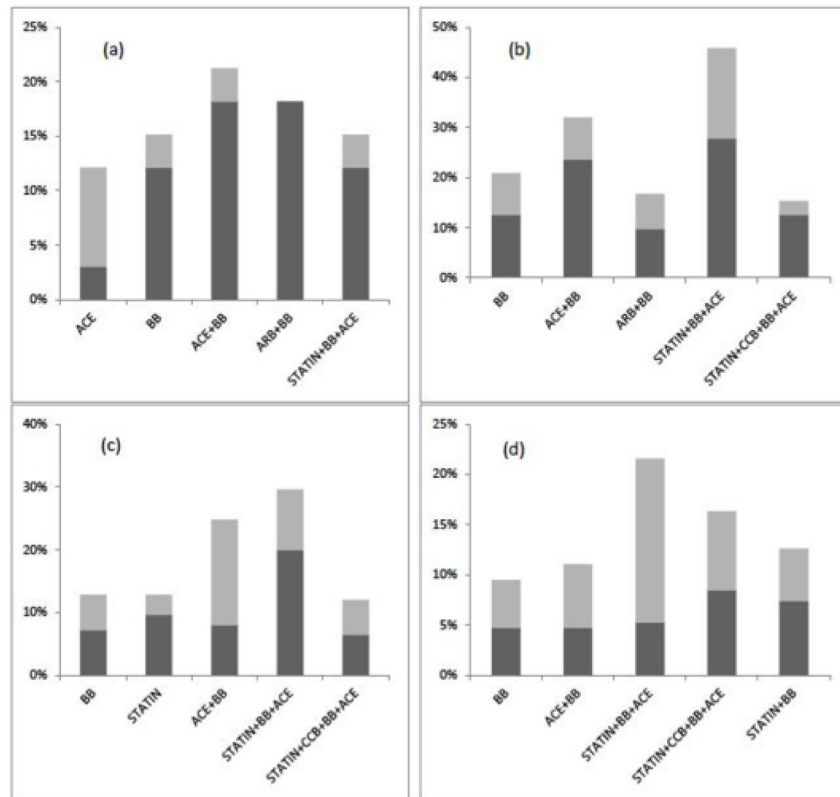 (a)
25%
20%
15%
10%
5%
0%
ACE
BB
ACE+BB
ARB+BB
STATIN+BB+ACE
(b)
50%
40%
30%
20%
10%
0%
BB
ACE+BB
ARB+BB
STATIN+BB+ACE
STATIN+CCB+BB+ACE
(c)
40%
30%
20%
10%
0%
BB
STATIN
ACE+BB
STATIN+BB+ACE
STATIN+CCB+BB+ACE
(d)
25%
20%
15%
10%
5%
0%
BB
ACE+BB
STATIN+BB+ACE
STATIN+CCB+BB+ACE
STATIN+BB